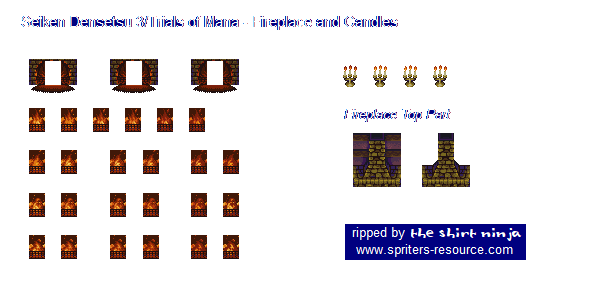 Seiken Densetsu 3/Trials of Mana - Fireplace and Candles
Fireplace Top Part
ripped by the shirt ninja
www.spriters-resource.com